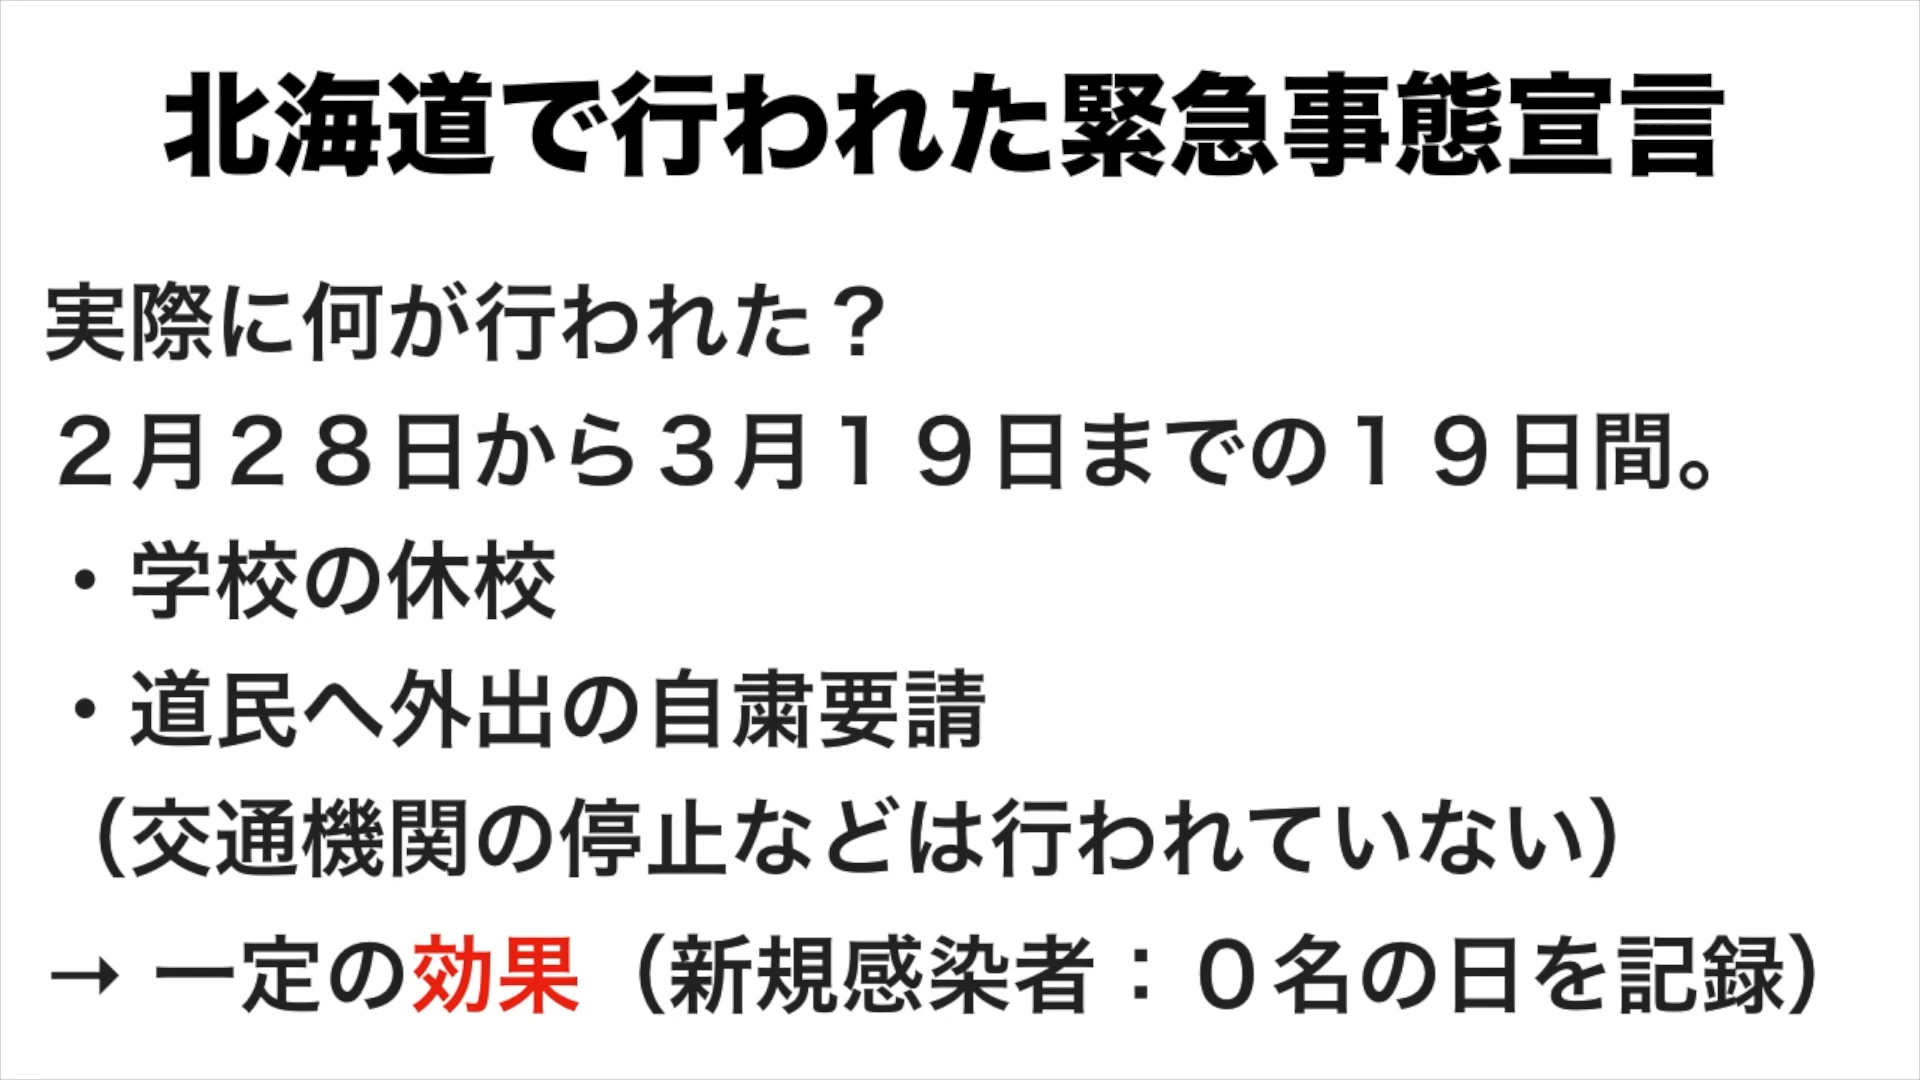 北海道で行われた緊急事態宣言
実際に何が行われた？
２月２８日から３月１９日までの１９日間。
・学校の休校
・道民へ外出の自粛要請
（交通機関の停止などは行われていない）
→ 一定の効果（新規感染者：０名の日を記録）